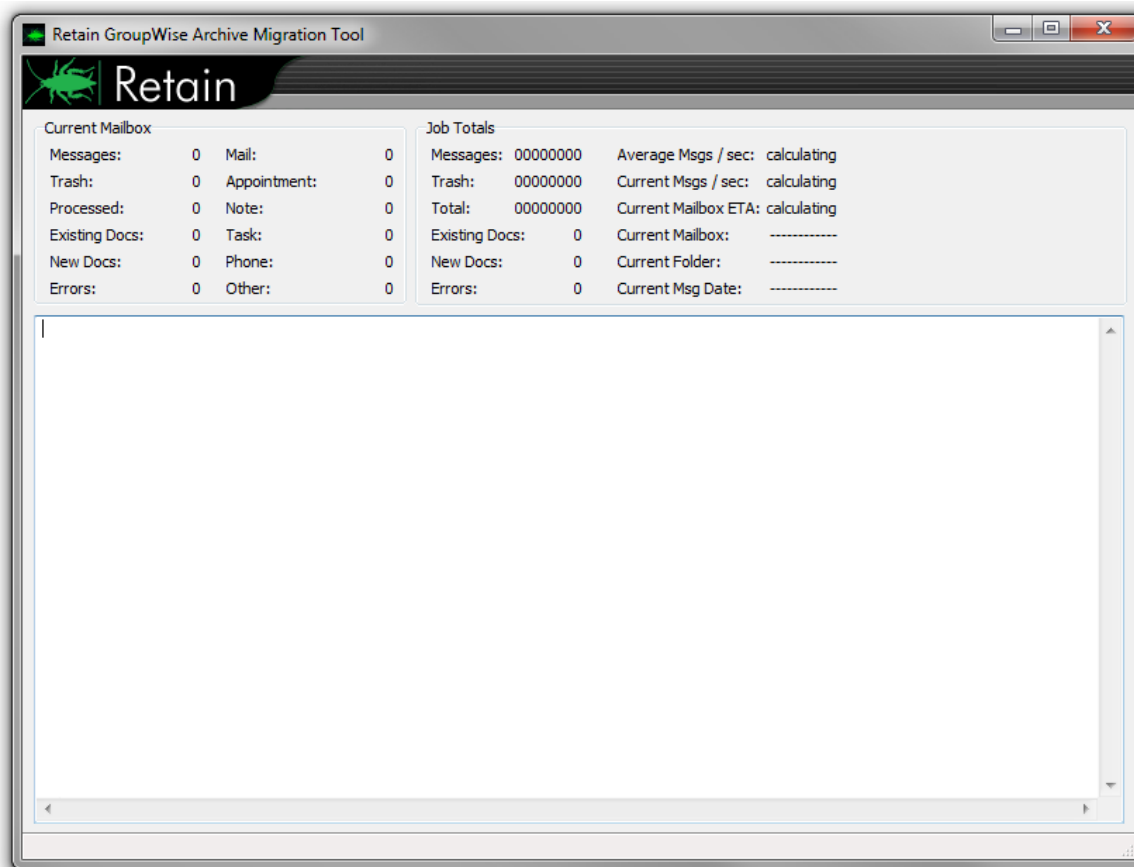 Retain GroupWise Archive Migration Tool
Retain
Current Mailbox
Messages: 0 Mail: 0
Trash: 0 Appointment: 0
Processed: 0 Note: 0
Existing Docs: 0 Task: 0
New Docs: 0 Phone: 0
Errors: 0 Other: 0
Job Totals
Messages: 00000000 Average Msgs / sec: calculating
Trash: 00000000 Current Msgs / sec: calculating
Total: 00000000 Current Mailbox ETA: calculating
Existing Docs: 0 Current Mailbox: ------------
New Docs: 0 Current Folder: ------------
Errors: 0 Current Msg Date: ------------